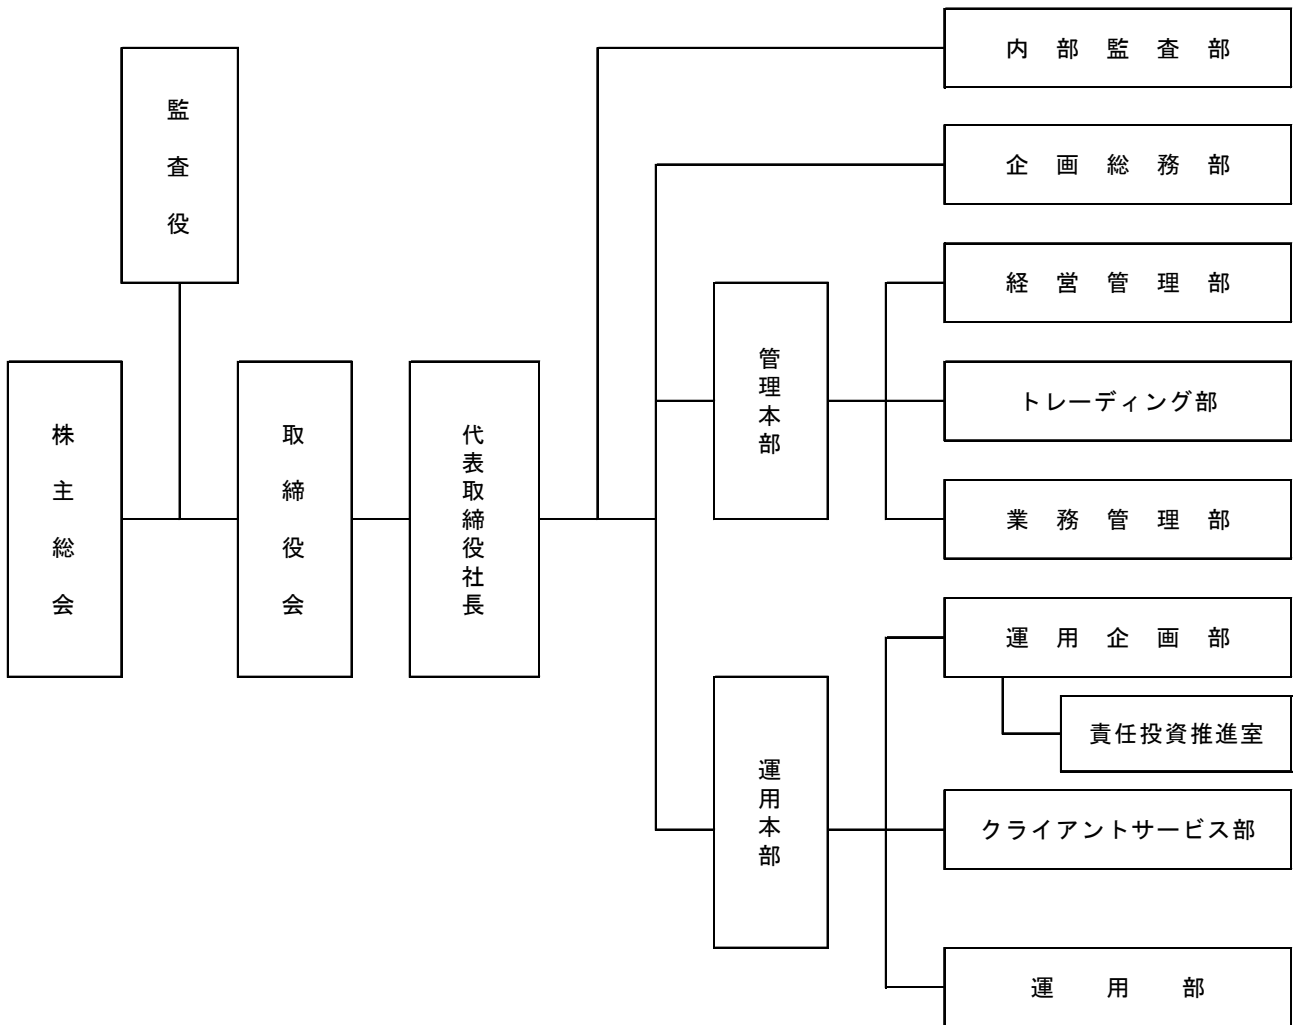 監査役
株主総会
取締役会
代表取締役社長
管理本部
運用本部
内部監査部
企画総務部
経営管理部
トレーディング部
業務管理部
運用企画部
責任投資推進室
クライアントサービス部
運用部